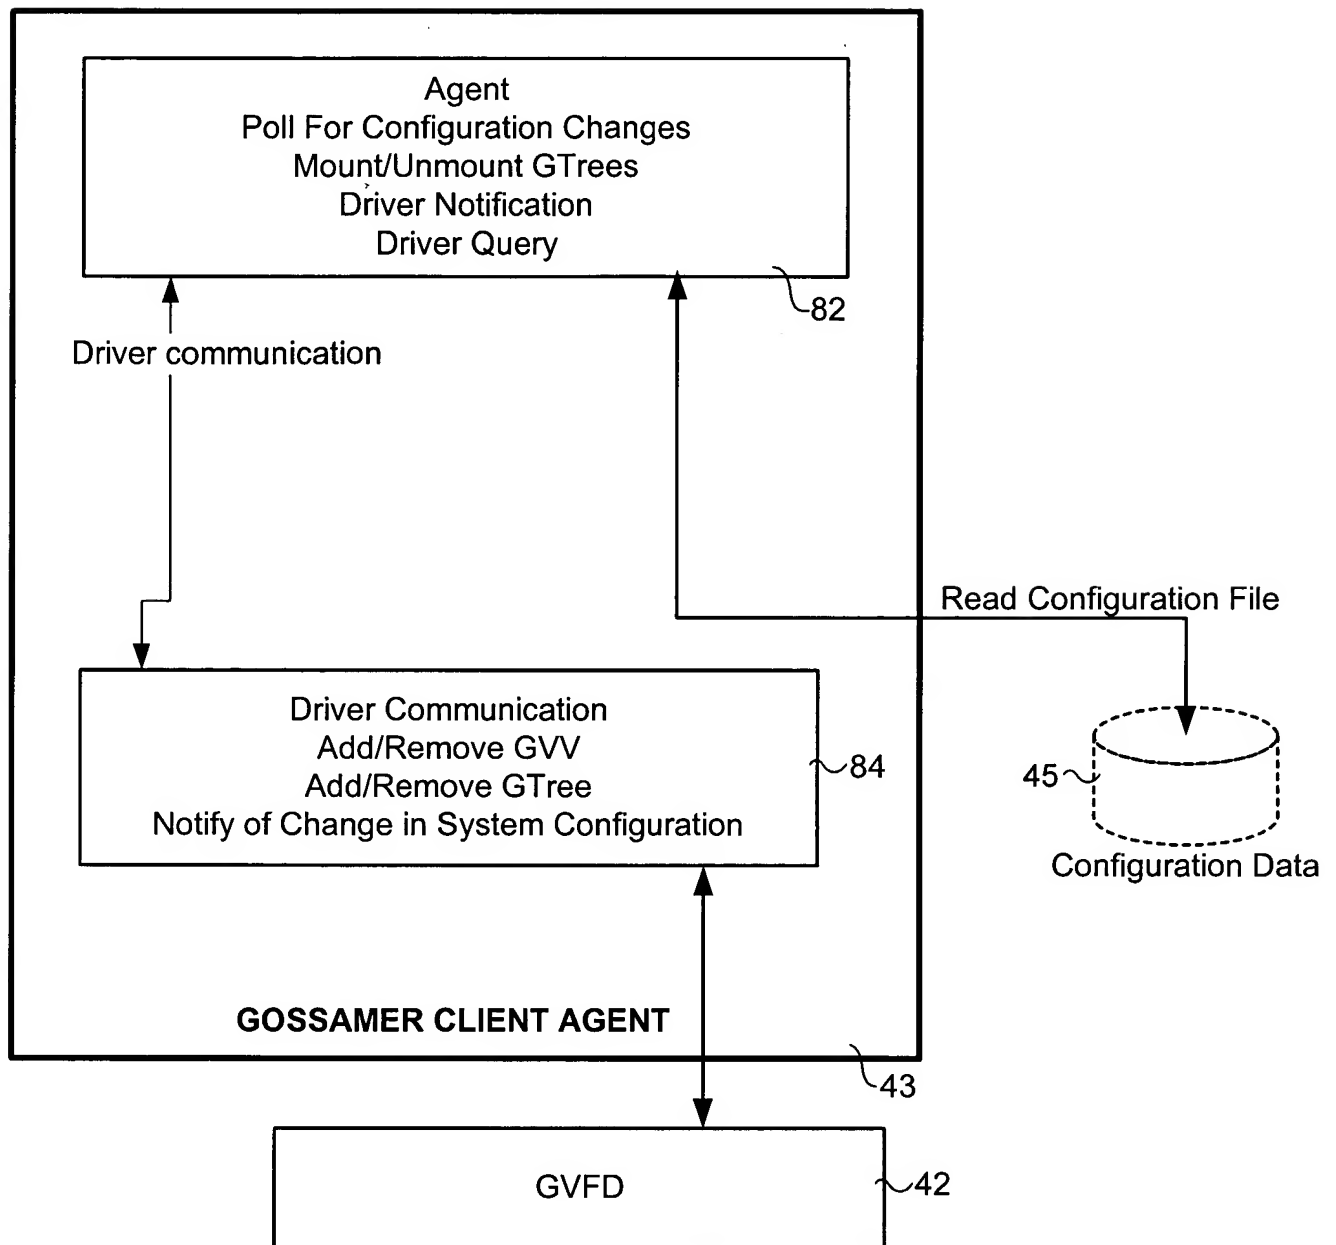 Agent
Poll For Configuration Changes
Mount/Unmount GTrees
Driver Notification
Driver Query
82
Driver communication
Read Configuration File
Driver Communication
Add/Remove GVV
Add/Remove GTree
Notify of Change in System Configuration
84
45
Configuration Data
GOSSAMER CLIENT AGENT
43
GVFD
42